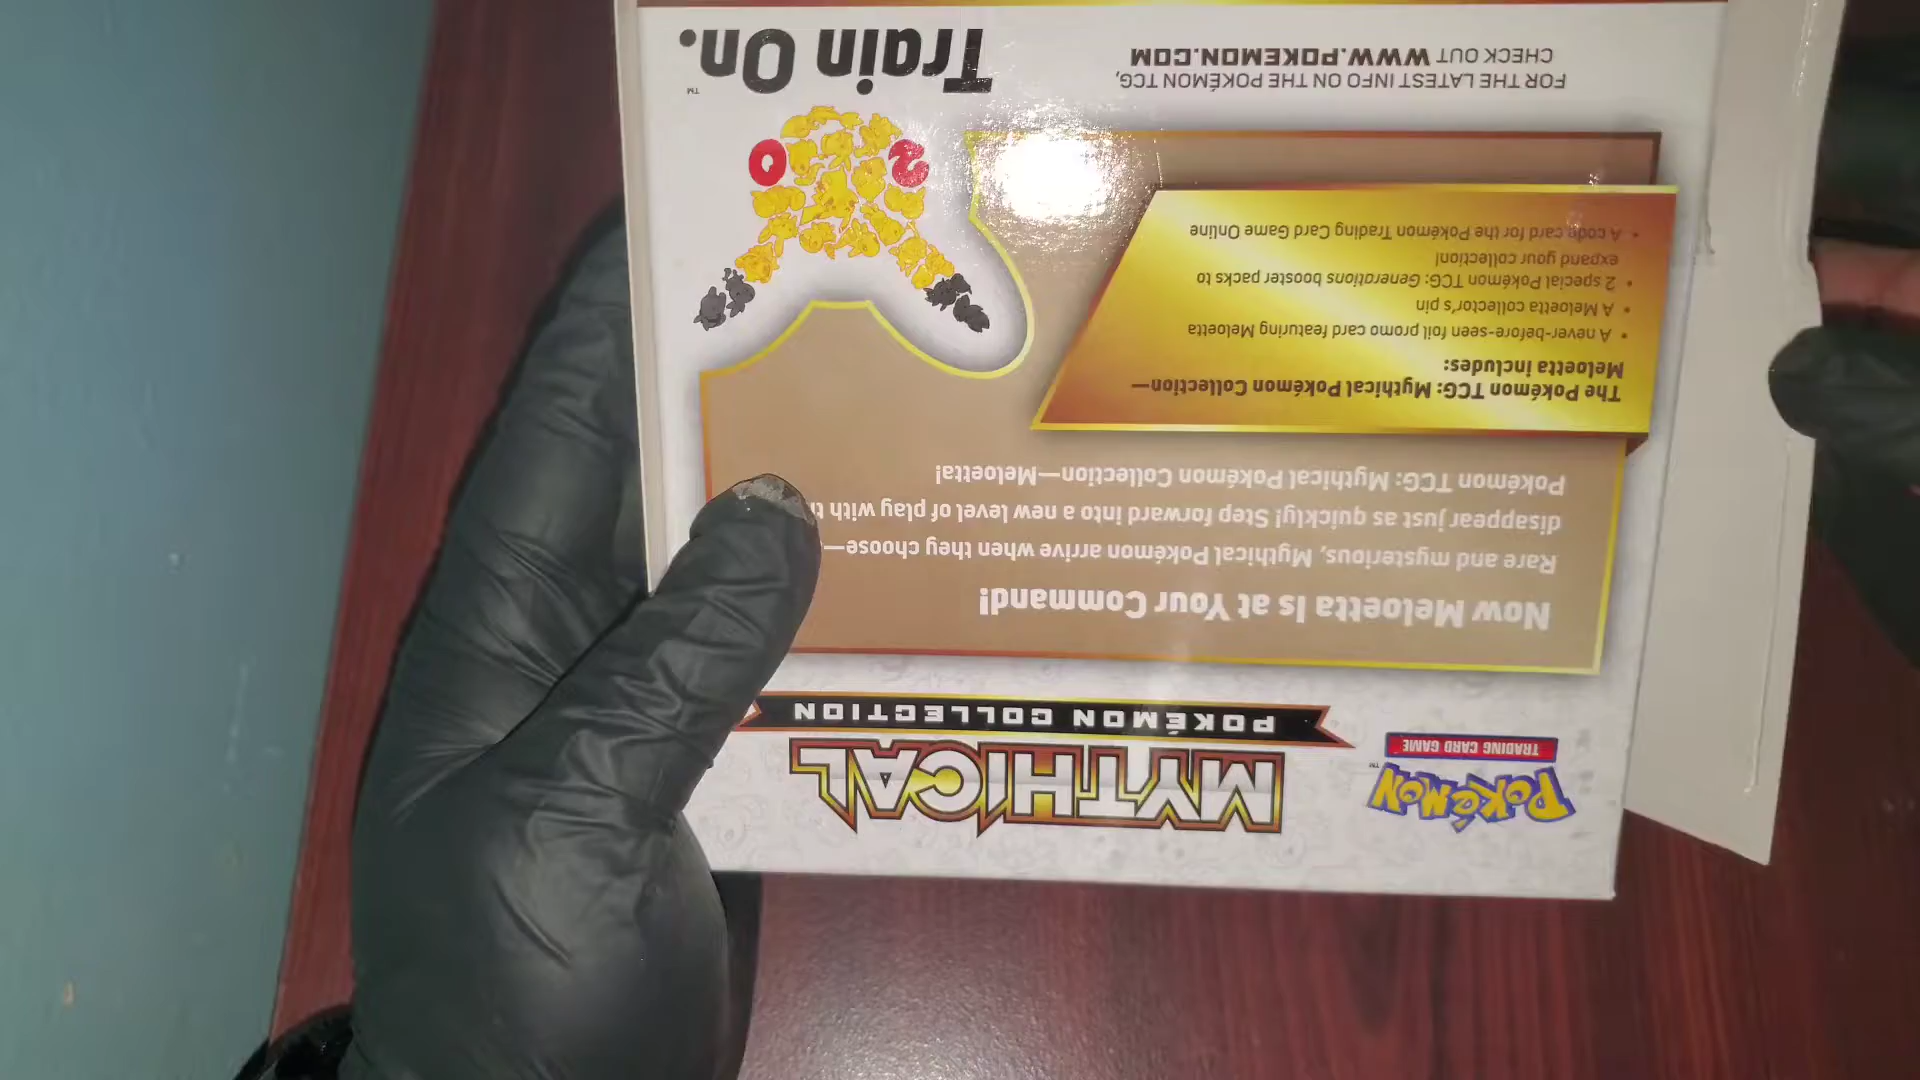 POKÉMON
TRADING CARD GAME
MYTHICAL
POKÉMON COLLECTION
Now Meloetta Is at Your Command!
Rare and mysterious, Mythical Pokémon arrive when they choose—
disappear just as quickly! Step forward into a new level of play with
Pokémon TCG: Mythical Pokémon Collection—Meloetta!
The Pokémon TCG: Mythical Pokémon Collection—
Meloetta includes:
• A never-before-seen foil promo card featuring Meloetta
• A Meloetta collector's pin
• 2 special Pokémon TCG: Generations booster packs to
expand your collection!
• A code card for the Pokémon Trading Card Game Online
20
FOR THE LATEST INFO ON THE POKÉMON TCG,
CHECK OUT WWW.POKEMON.COM
Train On.™